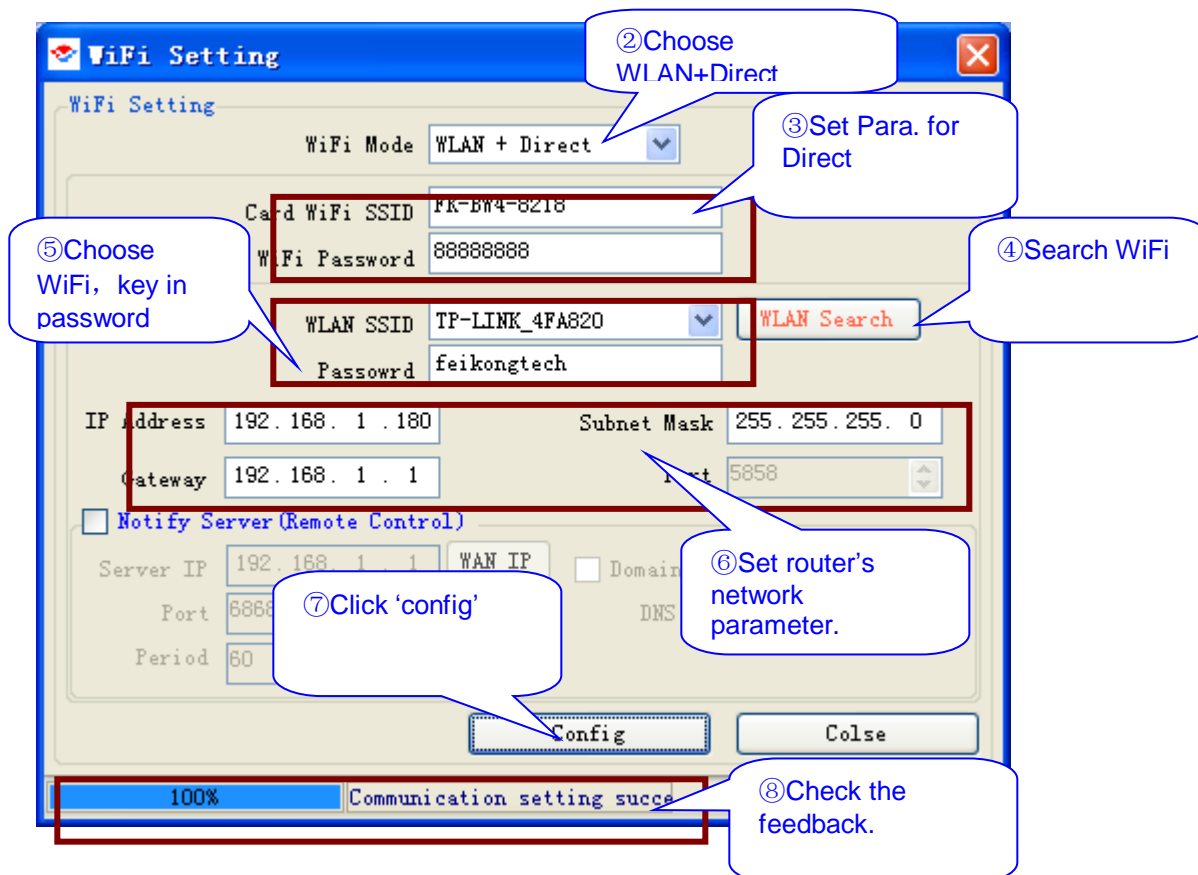 ②Choose
WLAN+Direct
WiFi Setting
WiFi Setting
WiFi Mode WLAN + Direct
③Set Para. for
Direct
Card WiFi SSID FK-BW4-8218
WiFi Password 88888888
④Search WiFi
⑤Choose
WiFi，key in
password
WLAN SSID TP-LINK_4FA820 WLAN Search
Passowrd feikongtech
IP Address 192.168. 1 .180 Subnet Mask 255.255.255. 0
Gateway 192.168. 1 . 1 Port 5858
Notify Server(Remote Control)
Server IP 192.168. 1 . 1 WAN IP Domain
Port 6868 DNS
Period 60
⑥Set router’s
network
parameter.
⑦Click ‘config’
Config Colse
100% Communication setting succe
⑧Check the
feedback.